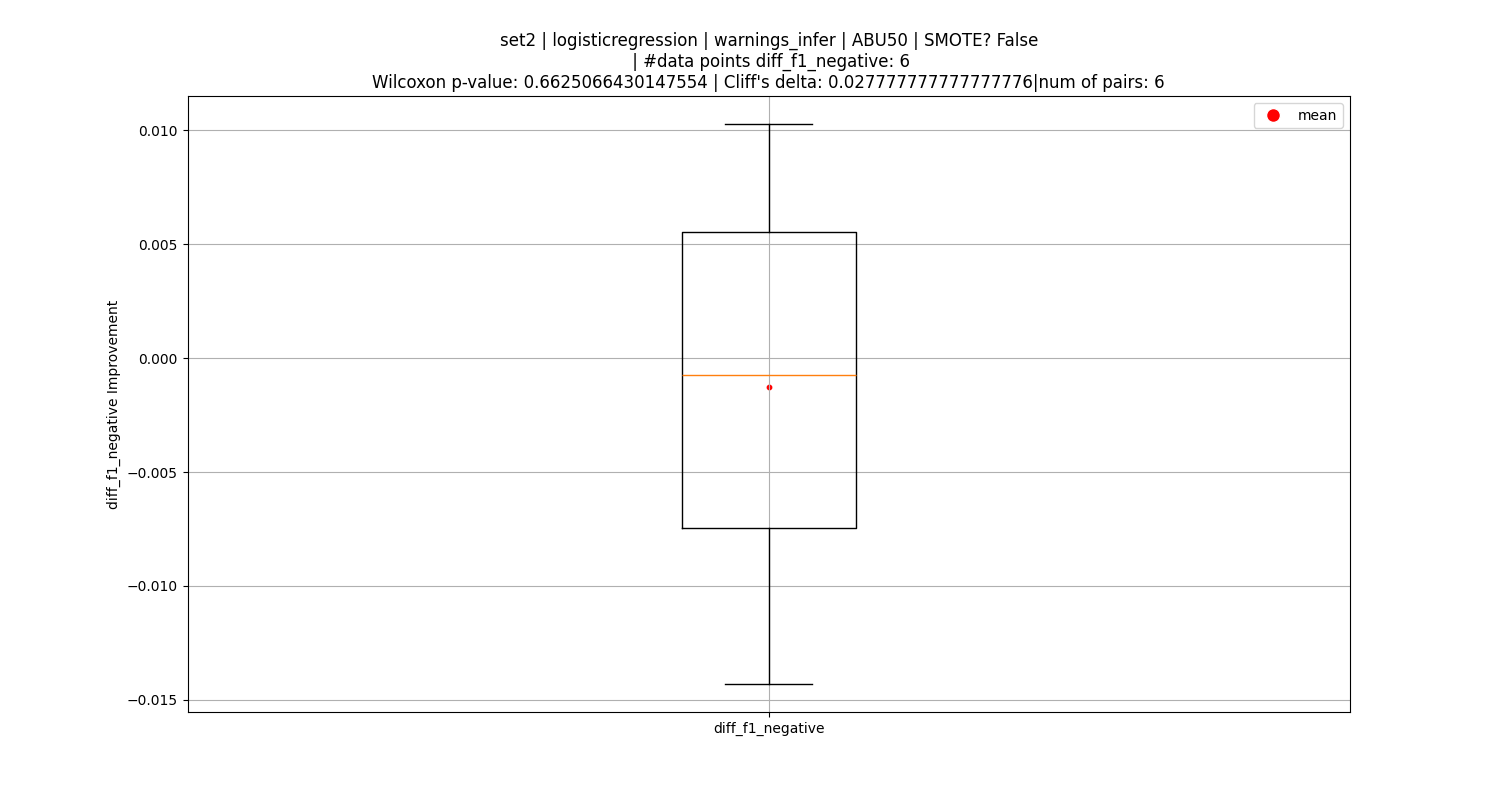 set2 | logisticregression | warnings_infer | ABU50 | SMOTE? False
| #data points diff_f1_negative: 6
Wilcoxon p-value: 0.6625066430147554 | Cliff's delta: 0.027777777777777776|num of pairs: 6
mean
0.010
0.005
0.000
−0.005
−0.010
−0.015
diff_f1_negative Improvement
diff_f1_negative